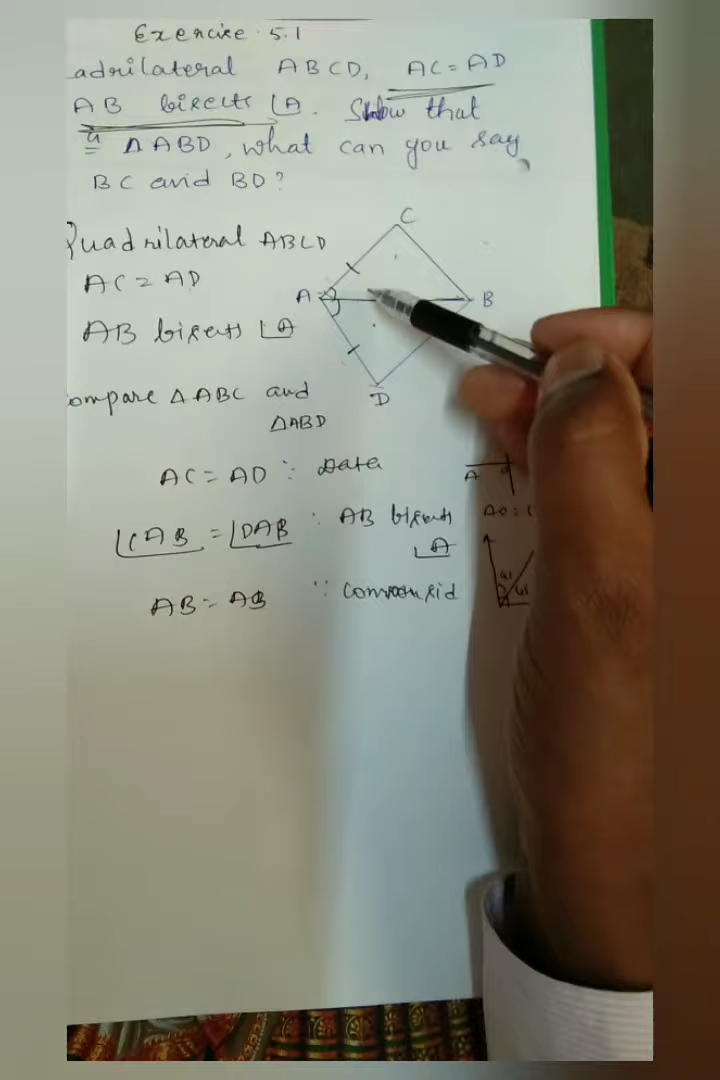 Exercise 5.1
adrilateral ABCD, AC = AD
AB bisects ∠A. Show that
ΔABD, what can you say
BC and BD?
Quadrilateral ABCD
AC = AD
AB bisects ∠A
ompare ΔABC and
ΔABD
AC = AD ∵ Data
∠CAB = ∠DAB ∵ AB bisects
∠A
AB = AB ∵ Common sid
C
A
B
D
A